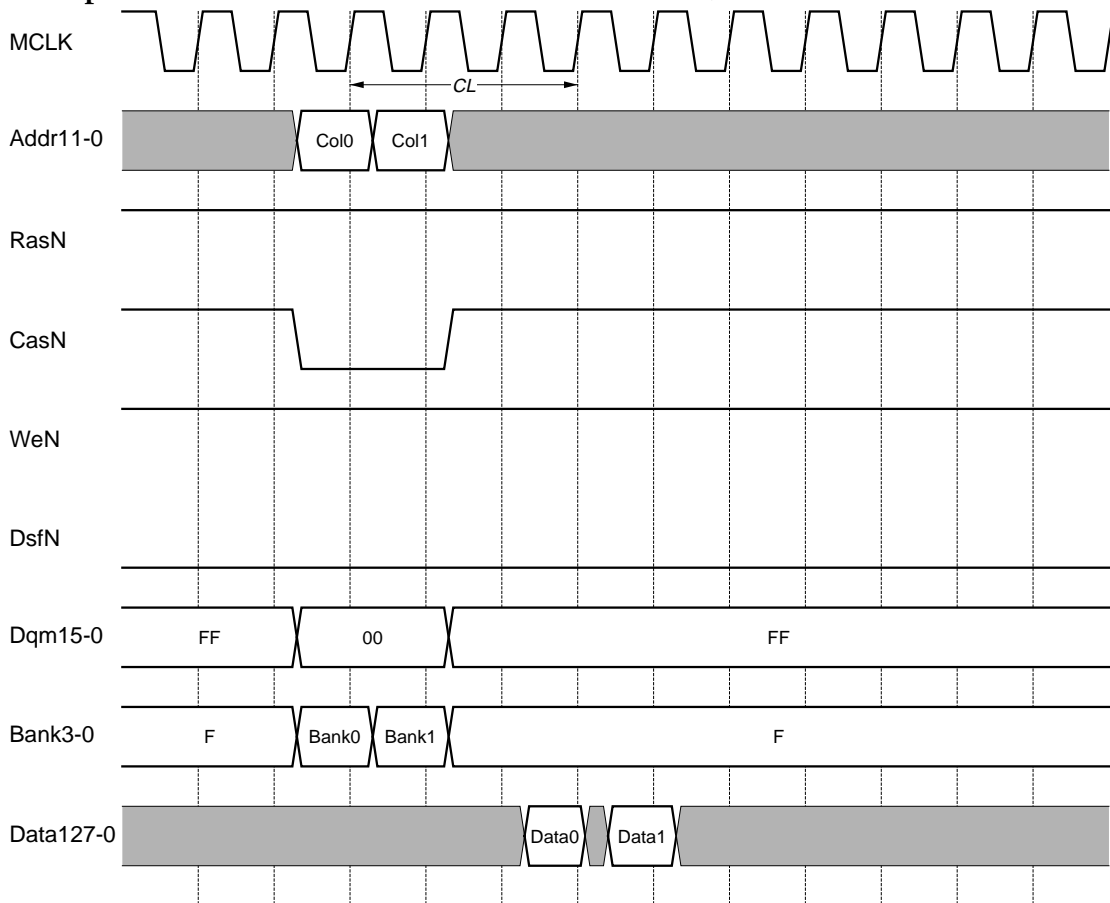 MCLK
CL
Addr11-0 Col0 Col1
RasN
CasN
WeN
DsfN
Dqm15-0 FF 00 FF
Bank3-0 F Bank0 Bank1 F
Data127-0 Data0 Data1